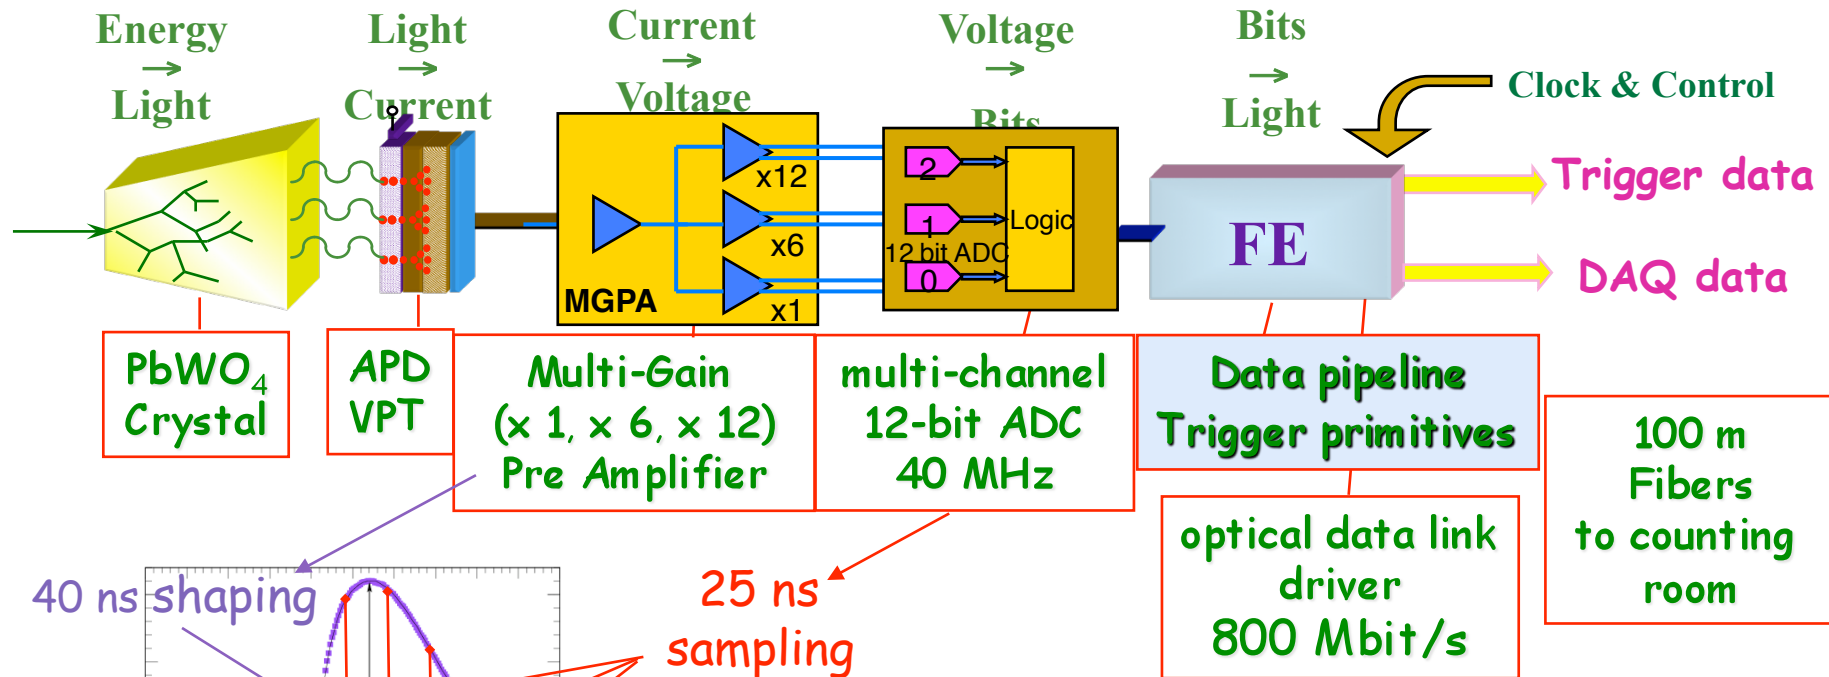 Energy
→
Light
Light
→
Current
Current
→
Voltage
Voltage
→
Bits
Bits
→
Light
Clock & Control
x12
x6
x1
MGPA
2
1
12 bit ADC
0
Logic
FE
Trigger data
DAQ data
PbWO₄
Crystal
APD
VPT
Multi-Gain
(x 1, x 6, x 12)
Pre Amplifier
multi-channel
12-bit ADC
40 MHz
Data pipeline
Trigger primitives
optical data link
driver
800 Mbit/s
100 m
Fibers
to counting
room
40 ns shaping
25 ns
sampling